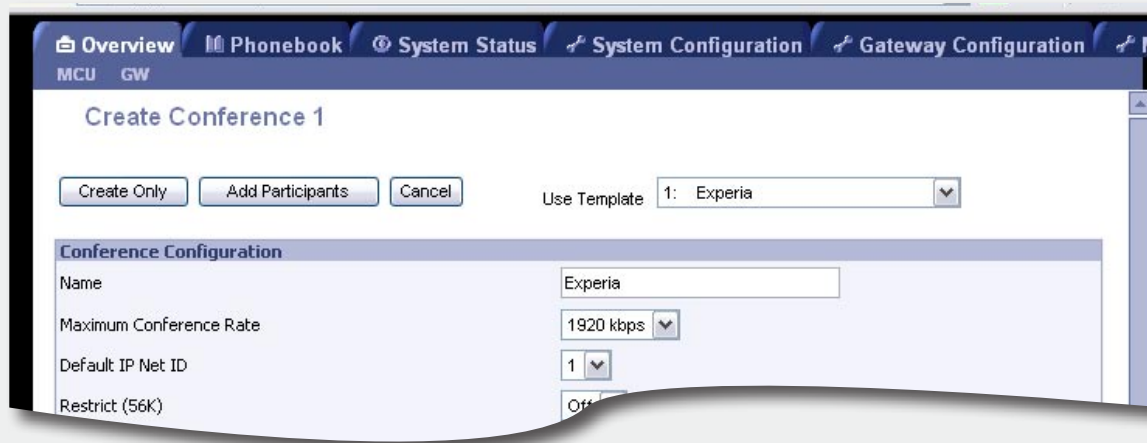 Overview Phonebook System Status System Configuration Gateway Configuration
MCU GW
Create Conference 1
Create Only Add Participants Cancel Use Template 1: Experia
Conference Configuration
Name Experia
Maximum Conference Rate 1920 kbps
Default IP Net ID 1
Restrict (56K) Off